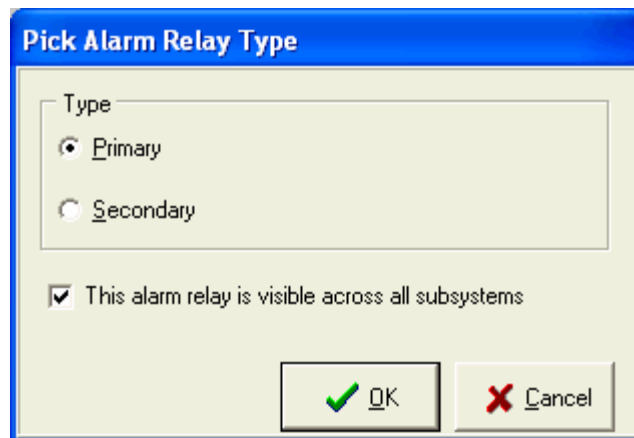 Pick Alarm Relay Type
Type
Primary
Secondary
This alarm relay is visible across all subsystems
OK
Cancel